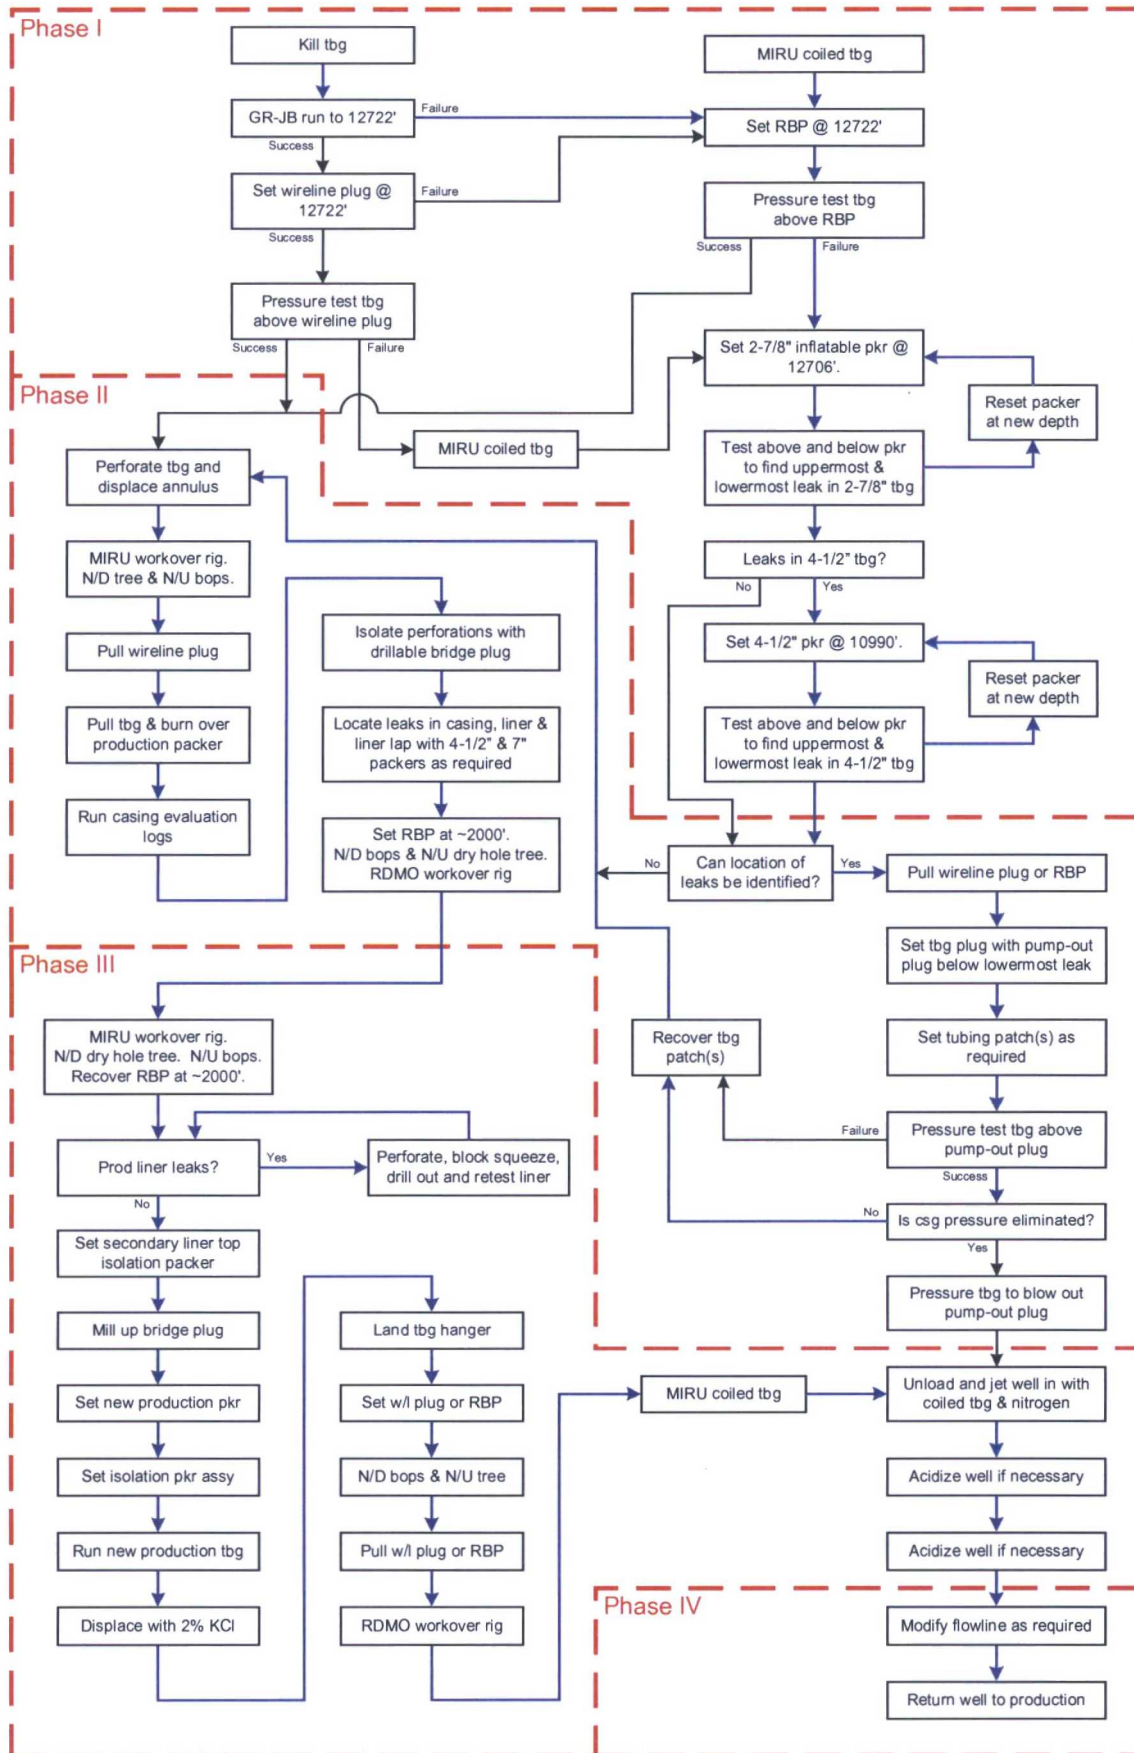 Phase I
Kill tbg
MIRU coiled tbg
GR-JB run to 12722'
Failure
Set RBP @ 12722'
Success
Set wireline plug @
12722'
Failure
Pressure test tbg
above RBP
Success
Success
Failure
Pressure test tbg
above wireline plug
Success
Failure
Set 2-7/8" inflatable pkr @
12706'.
Phase II
Reset packer
at new depth
MIRU coiled tbg
Perforate tbg and
displace annulus
Test above and below pkr
to find uppermost &
lowermost leak in 2-7/8" tbg
MIRU workover rig.
N/D tree & N/U bops.
Leaks in 4-1/2" tbg?
No
Yes
Isolate perforations with
drillable bridge plug
Pull wireline plug
Set 4-1/2" pkr @ 10990'.
Reset packer
at new depth
Pull tbg & burn over
production packer
Locate leaks in casing, liner &
liner lap with 4-1/2" & 7"
packers as required
Test above and below pkr
to find uppermost &
lowermost leak in 4-1/2" tbg
Run casing evaluation
logs
Set RBP at ~2000'.
N/D bops & N/U dry hole tree.
RDMO workover rig
No
Can location of
leaks be identified?
Yes
Pull wireline plug or RBP
Set tbg plug with pump-out
plug below lowermost leak
Phase III
MIRU workover rig.
N/D dry hole tree. N/U bops.
Recover RBP at ~2000'.
Recover tbg
patch(s)
Set tubing patch(s) as
required
Failure
Pressure test tbg above
pump-out plug
Prod liner leaks?
Yes
Perforate, block squeeze,
drill out and retest liner
Success
No
No
Is csg pressure eliminated?
Set secondary liner top
isolation packer
Yes
Pressure tbg to blow out
pump-out plug
Mill up bridge plug
Land tbg hanger
Set new production pkr
Set w/l plug or RBP
MIRU coiled tbg
Unload and jet well in with
coiled tbg & nitrogen
Set isolation pkr assy
N/D bops & N/U tree
Acidize well if necessary
Run new production tbg
Pull w/l plug or RBP
Acidize well if necessary
Phase IV
Displace with 2% KCl
RDMO workover rig
Modify flowline as required
Return well to production